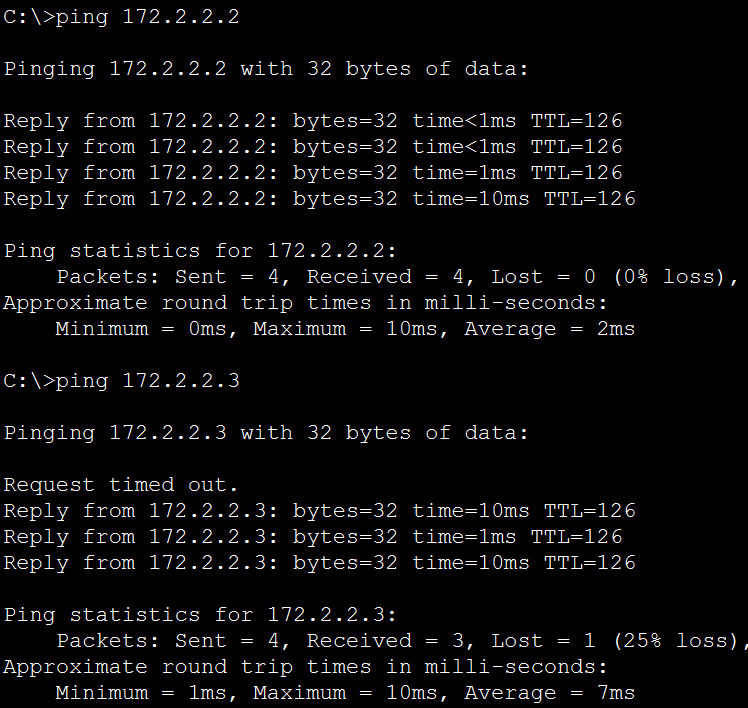 C:\>ping 172.2.2.2
Pinging 172.2.2.2 with 32 bytes of data:
Reply from 172.2.2.2: bytes=32 time<1ms TTL=126
Reply from 172.2.2.2: bytes=32 time<1ms TTL=126
Reply from 172.2.2.2: bytes=32 time=1ms TTL=126
Reply from 172.2.2.2: bytes=32 time=10ms TTL=126
Ping statistics for 172.2.2.2:
    Packets: Sent = 4, Received = 4, Lost = 0 (0% loss),
Approximate round trip times in milli-seconds:
    Minimum = 0ms, Maximum = 10ms, Average = 2ms
C:\>ping 172.2.2.3
Pinging 172.2.2.3 with 32 bytes of data:
Request timed out.
Reply from 172.2.2.3: bytes=32 time=10ms TTL=126
Reply from 172.2.2.3: bytes=32 time=1ms TTL=126
Reply from 172.2.2.3: bytes=32 time=10ms TTL=126
Ping statistics for 172.2.2.3:
    Packets: Sent = 4, Received = 3, Lost = 1 (25% loss),
Approximate round trip times in milli-seconds:
    Minimum = 1ms, Maximum = 10ms, Average = 7ms